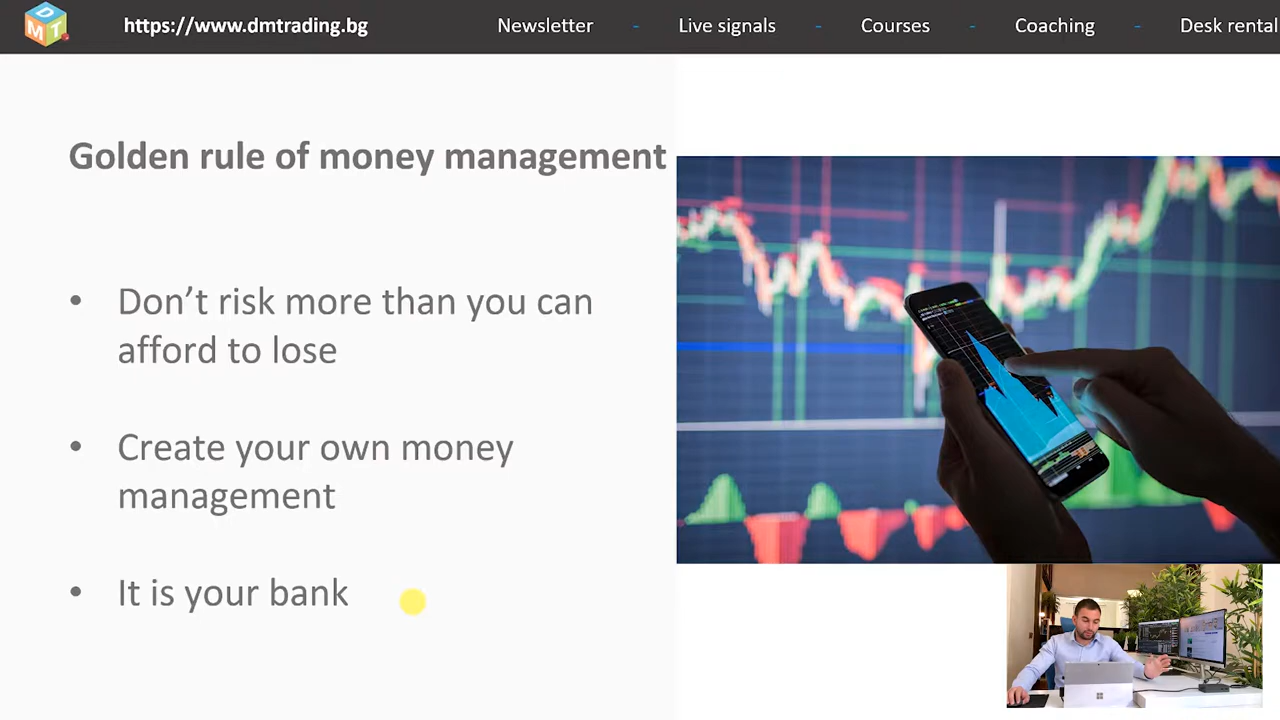 DMT
https://www.dmtrading.bg
Newsletter - Live signals - Courses - Coaching - Desk rental
Golden rule of money management
• Don’t risk more than you can
afford to lose
• Create your own money
management
• It is your bank